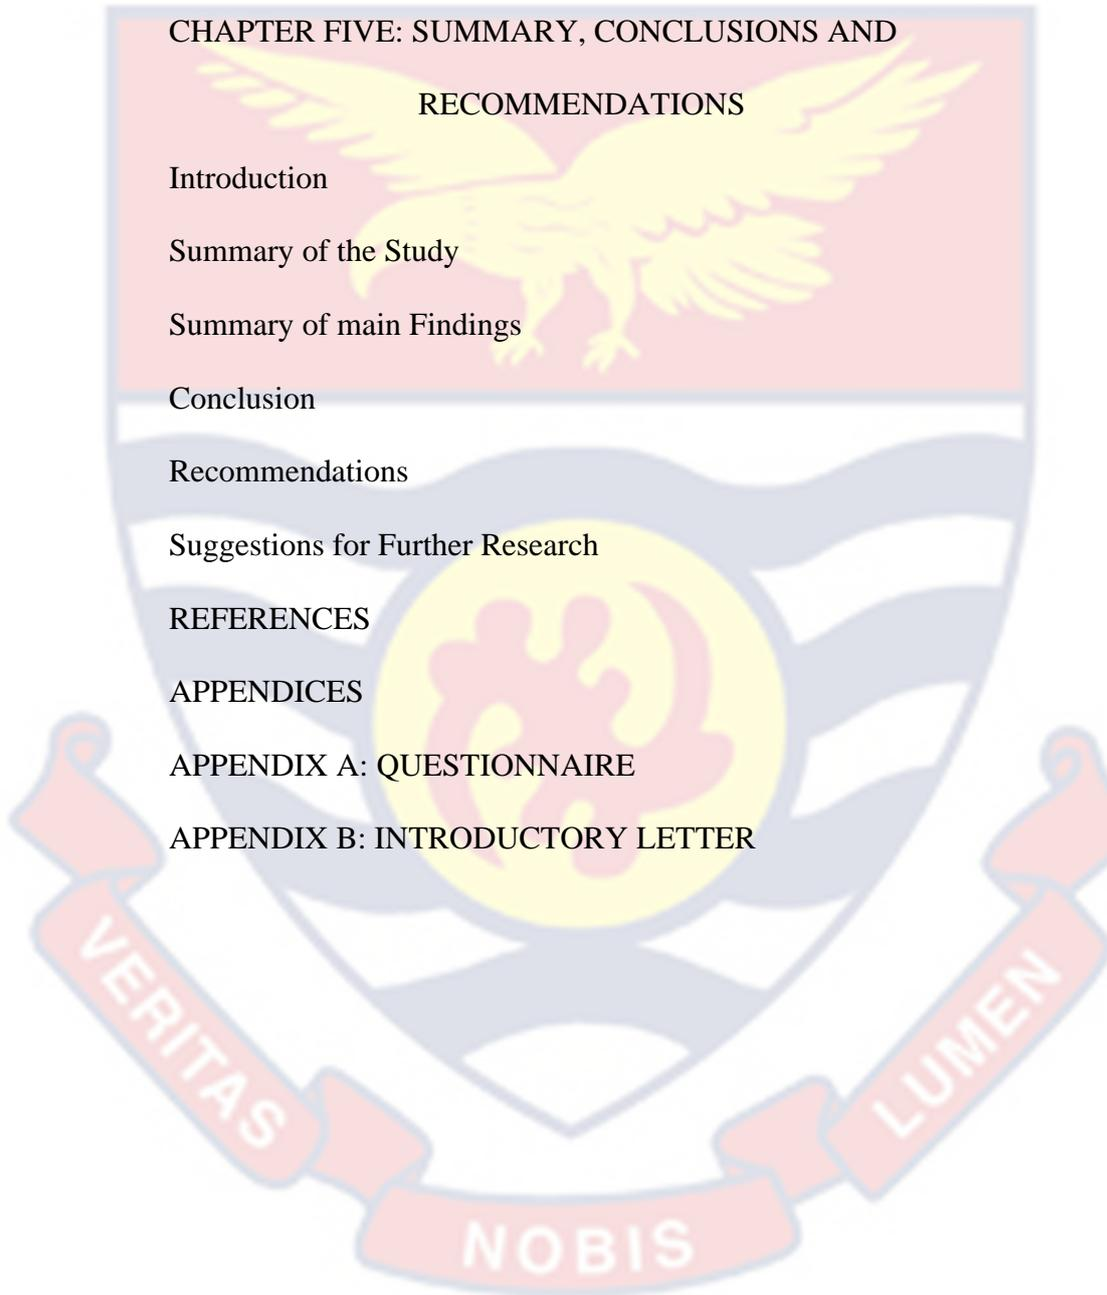 CHAPTER FIVE: SUMMARY, CONCLUSIONS AND
RECOMMENDATIONS
Introduction
Summary of the Study
Summary of main Findings
Conclusion
Recommendations
Suggestions for Further Research
REFERENCES
APPENDICES
APPENDIX A: QUESTIONNAIRE
APPENDIX B: INTRODUCTORY LETTER
VERITAS
NOBIS
LUMEN